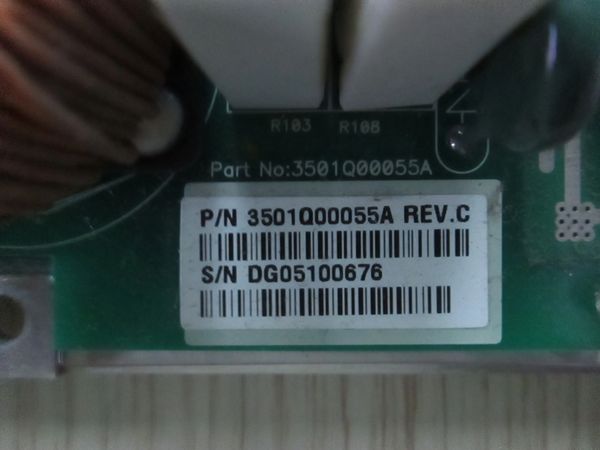 R103 R108
Part No:3501Q00055A
P/N 3501Q00055A REV.C
S/N DG05100676